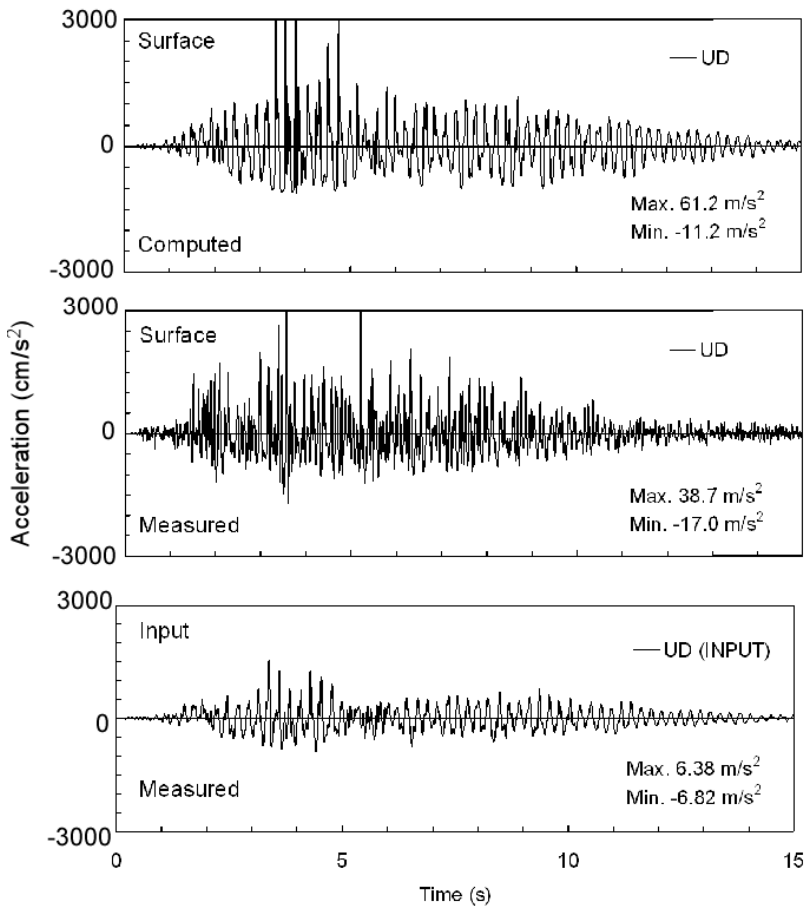 3000
Surface
UD
0
Max. 61.2 m/s²
Min. -11.2 m/s²
Computed
-3000
3000
Surface
UD
0
Max. 38.7 m/s²
Min. -17.0 m/s²
Measured
-3000
Acceleration (cm/s²)
3000
Input
UD (INPUT)
0
Max. 6.38 m/s²
Min. -6.82 m/s²
Measured
-3000
0 5 10 15
Time (s)